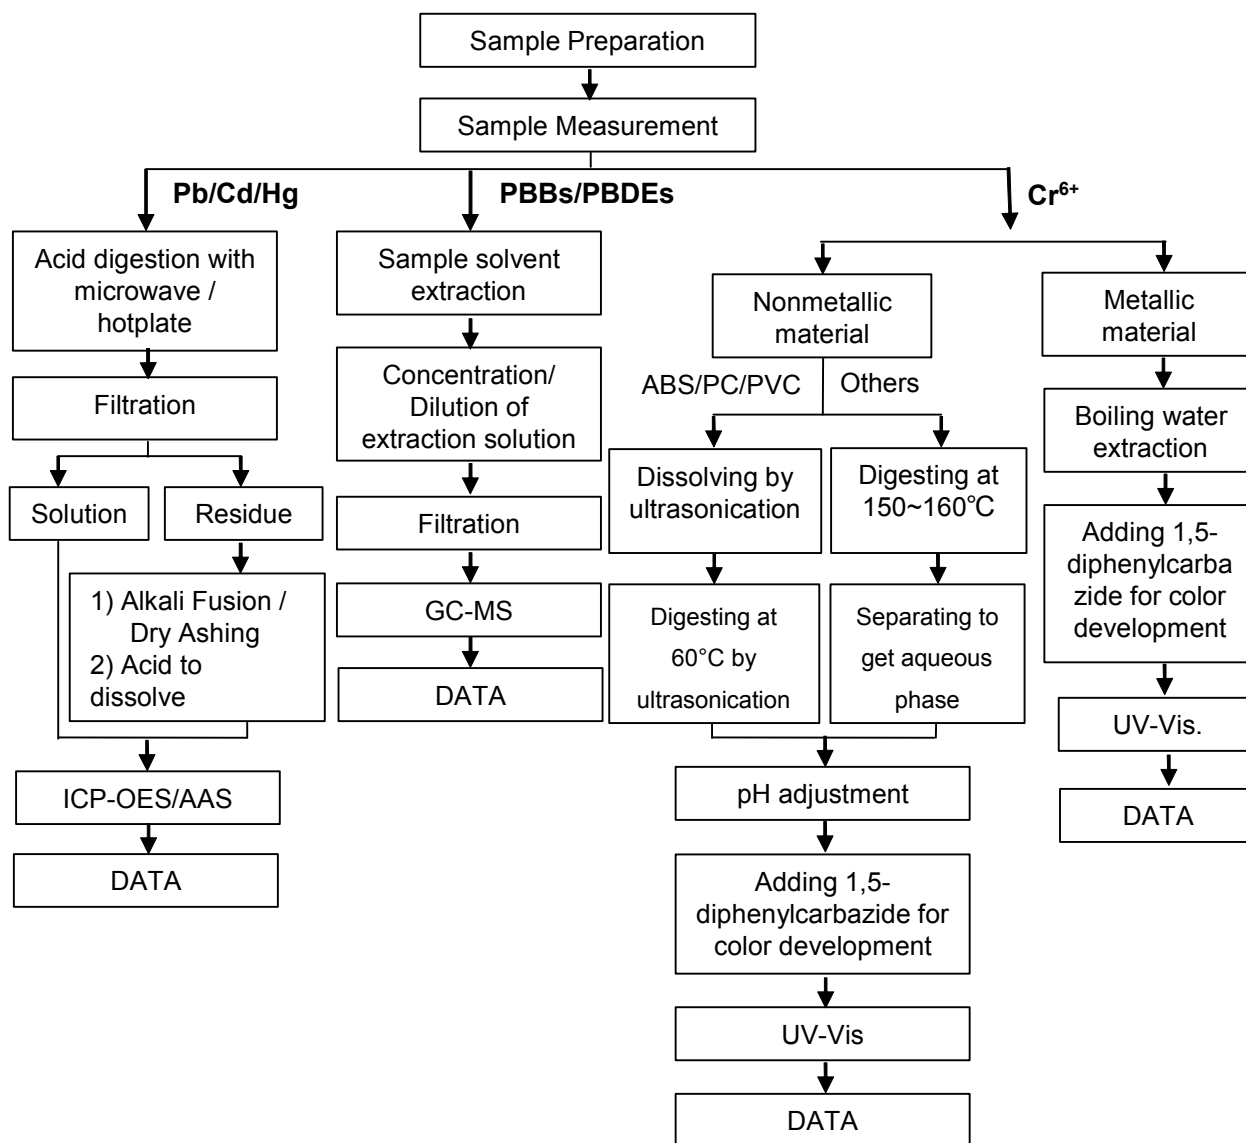 Sample Preparation
Sample Measurement
Pb/Cd/Hg
PBBs/PBDEs
Cr⁶⁺
Acid digestion with
microwave /
hotplate
Filtration
Solution
Residue
1) Alkali Fusion /
Dry Ashing
2) Acid to
dissolve
ICP-OES/AAS
DATA
Sample solvent
extraction
Concentration/
Dilution of
extraction solution
Filtration
GC-MS
DATA
Nonmetallic
material
ABS/PC/PVC
Others
Dissolving by
ultrasonication
Digesting at
150~160℃
Digesting at
60°C by
ultrasonication
Separating to
get aqueous
phase
pH adjustment
Adding 1,5-
diphenylcarbazide for
color development
UV-Vis
DATA
Metallic
material
Boiling water
extraction
Adding 1,5-
diphenylcarba
zide for color
development
UV-Vis.
DATA